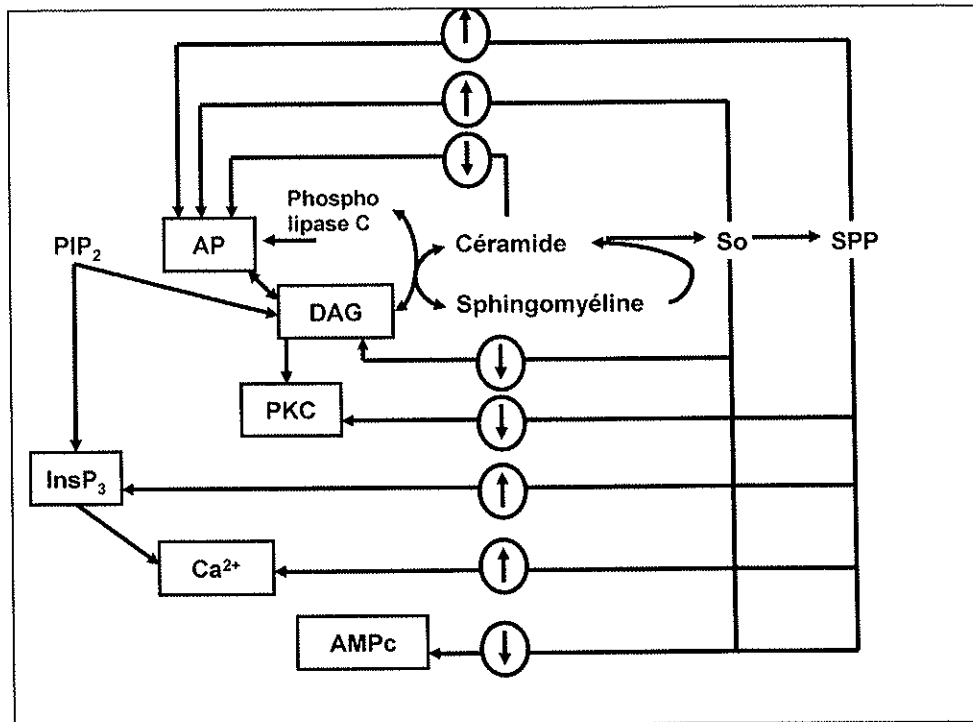 Phospho
lipase C
AP
PIP₂
Céramide
So
SPP
DAG
Sphingomyéline
PKC
InsP₃
Ca²⁺
AMPc